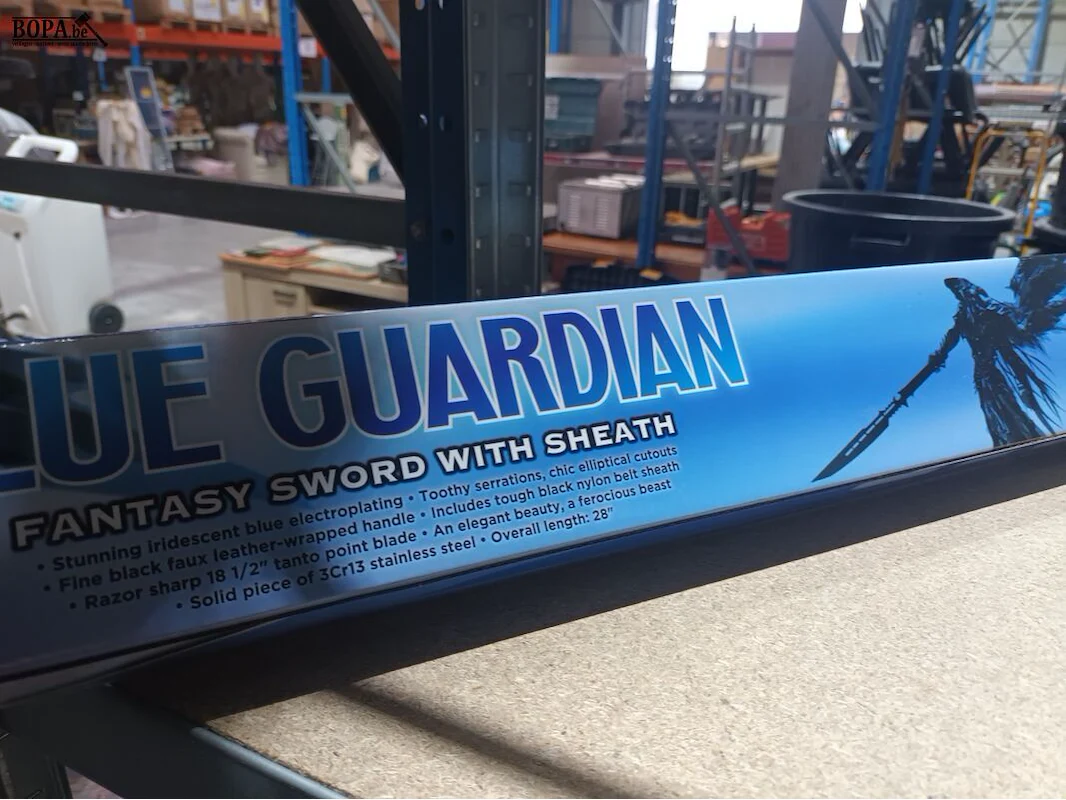 BOPA.be
LUE GUARDIAN
FANTASY SWORD WITH SHEATH
• Stunning iridescent blue electroplating • Toothy serrations, chic elliptical cutouts
• Fine black faux leather-wrapped handle • Includes tough black nylon belt sheath
• Razor sharp 18 1/2" tanto point blade • An elegant beauty, a ferocious beast
• Solid piece of 3Cr13 stainless steel • Overall length: 28"